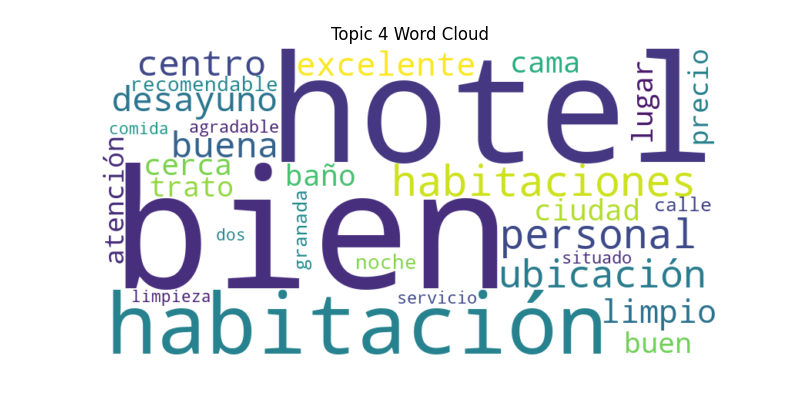 Topic 4 Word Cloud
centro
excelente
cama
recomendable
hotel
lugar
precio
desayuno
comida
agradable
buena
atención
cerca
trato
baño
habitaciones
bien
ciudad
calle
dos
granada
noche
personal
situado
ubicación
limpieza
servicio
habitación
limpio
buen